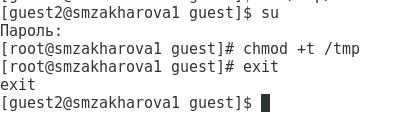 [guest2@smzakharova1 guest]$ su
Пароль:
[root@smzakharova1 guest]# chmod +t /tmp
[root@smzakharova1 guest]# exit
exit
[guest2@smzakharova1 guest]$